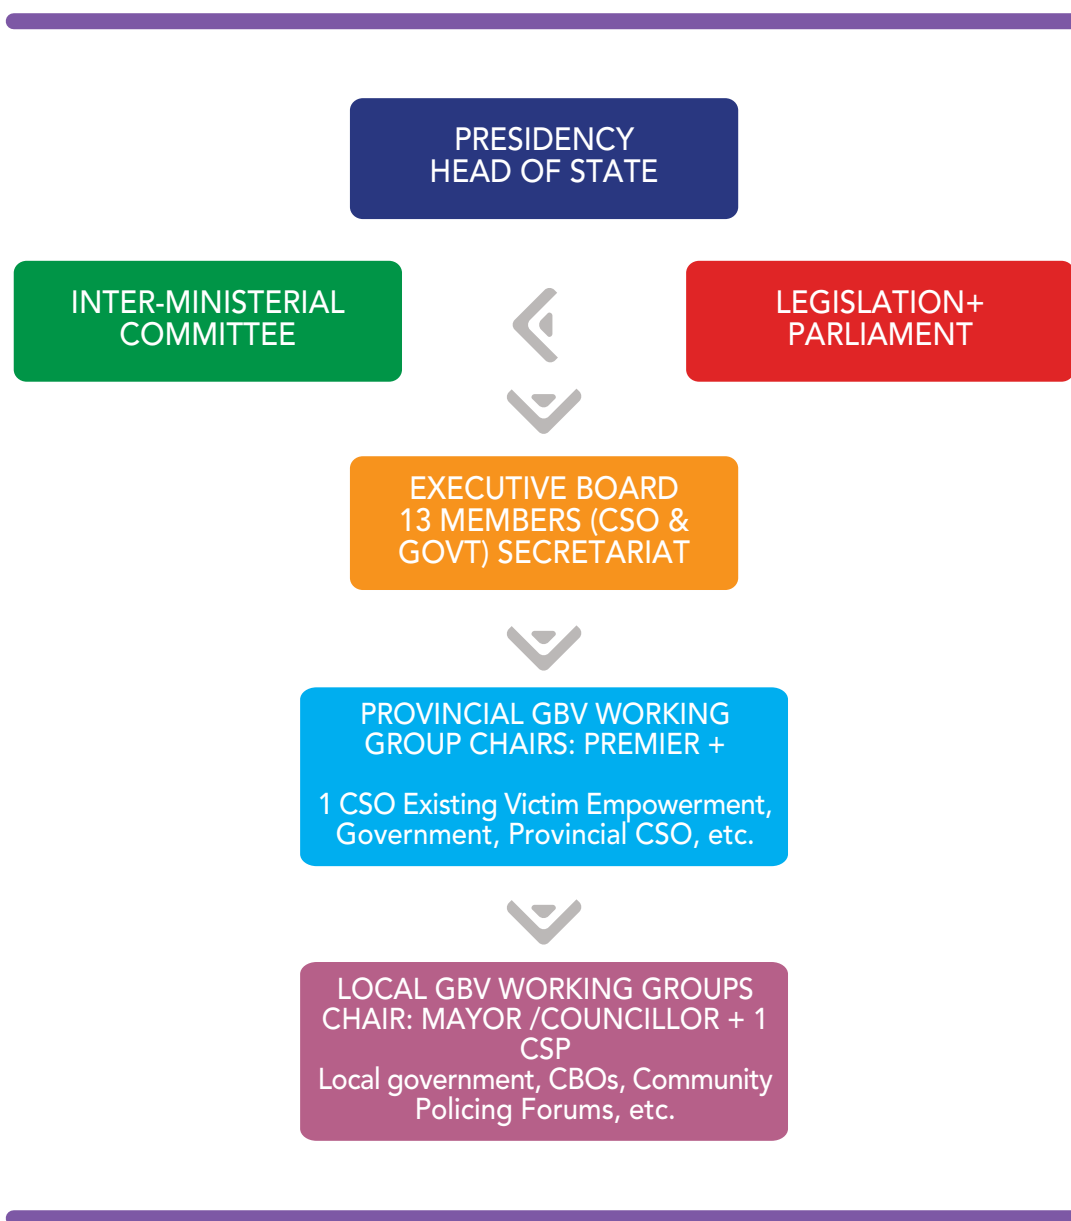 PRESIDENCY
HEAD OF STATE
INTER-MINISTERIAL
COMMITTEE
LEGISLATION+
PARLIAMENT
EXECUTIVE BOARD
13 MEMBERS (CSO &
GOVT) SECRETARIAT
PROVINCIAL GBV WORKING
GROUP CHAIRS: PREMIER +
1 CSO Existing Victim Empowerment,
Government, Provincial CSO, etc.
LOCAL GBV WORKING GROUPS
CHAIR: MAYOR /COUNCILLOR + 1
CSP
Local government, CBOs, Community
Policing Forums, etc.